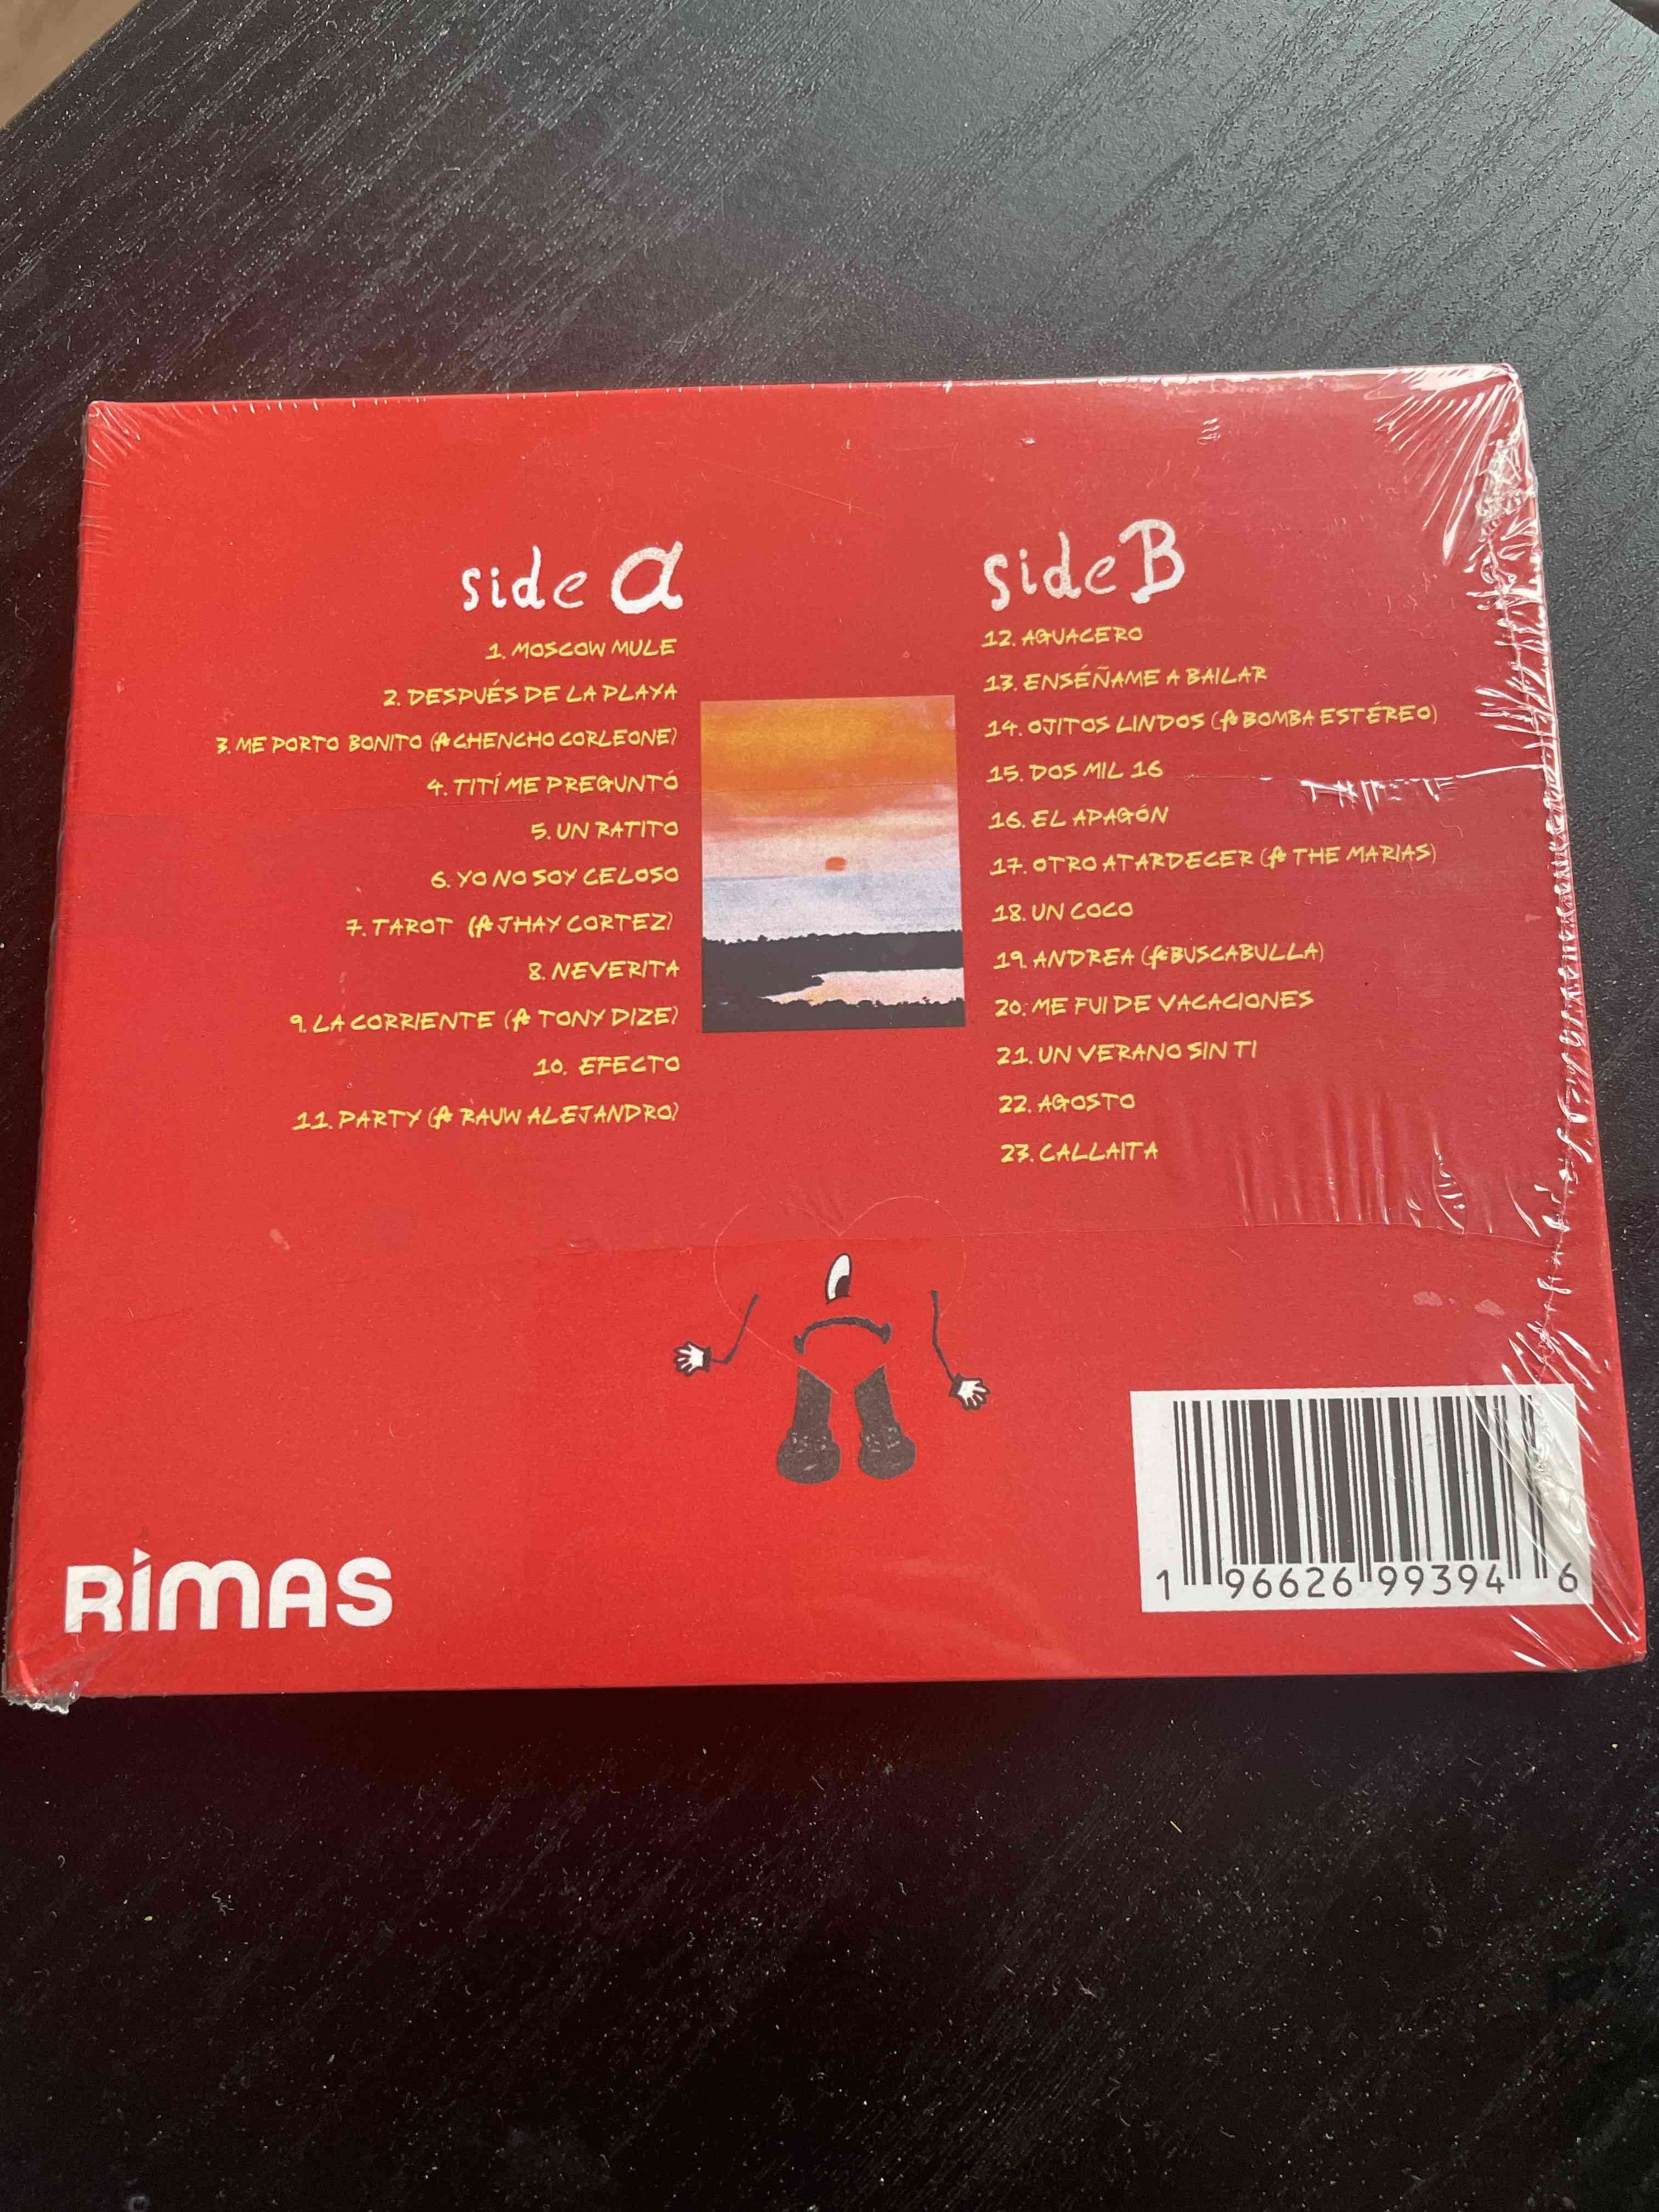 side a
1. MOSCOW MULE
2. DESPUÉS DE LA PLAYA
3. ME PORTO BONITO (ft CHENCHO CORLEONE)
4. TITÍ ME PREGUNTÓ
5. UN RATITO
6. YO NO SOY CELOSO
7. TAROT (ft JHAY CORTEZ)
8. NEVERITA
9. LA CORRIENTE (ft TONY DIZE)
10. EFECTO
11. PARTY (ft RAUW ALEJANDRO)
side B
12. AGUACERO
13. ENSÉÑAME A BAILAR
14. OJITOS LINDOS (ft BOMBA ESTÉREO)
15. DOS MIL 16
16. EL APAGÓN
17. OTRO ATARDECER (ft THE MARIAS)
18. UN COCO
19. ANDREA (ft BUSCABULLA)
20. ME FUI DE VACACIONES
21. UN VERANO SIN TI
22. AGOSTO
23. CALLAITA
RIMAS
1 96626 99394 6